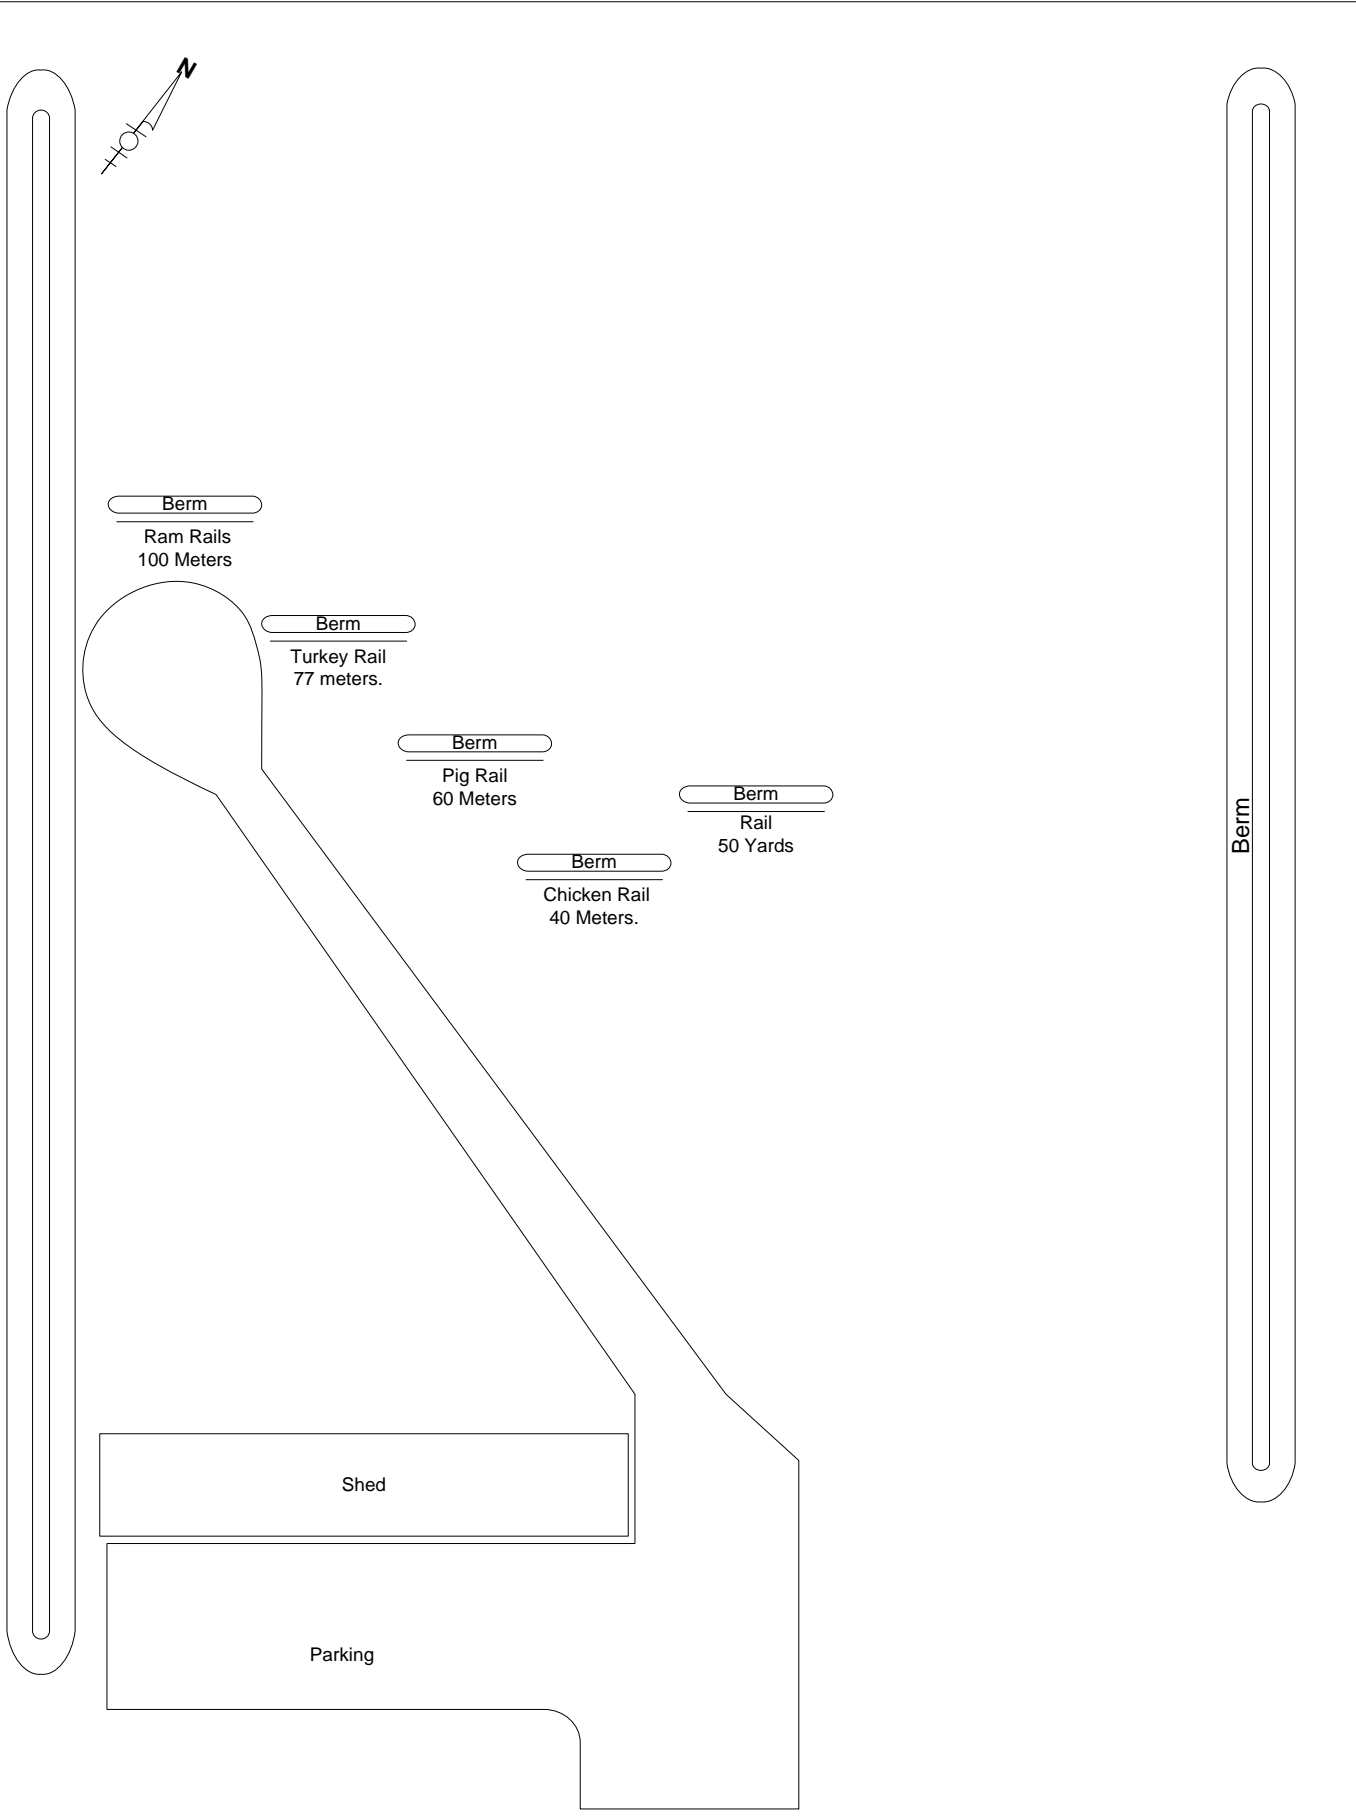 N
Berm
Ram Rails
100 Meters
Berm
Turkey Rail
77 meters.
Berm
Pig Rail
60 Meters
Berm
Rail
50 Yards
Berm
Chicken Rail
40 Meters.
Berm
Shed
Parking